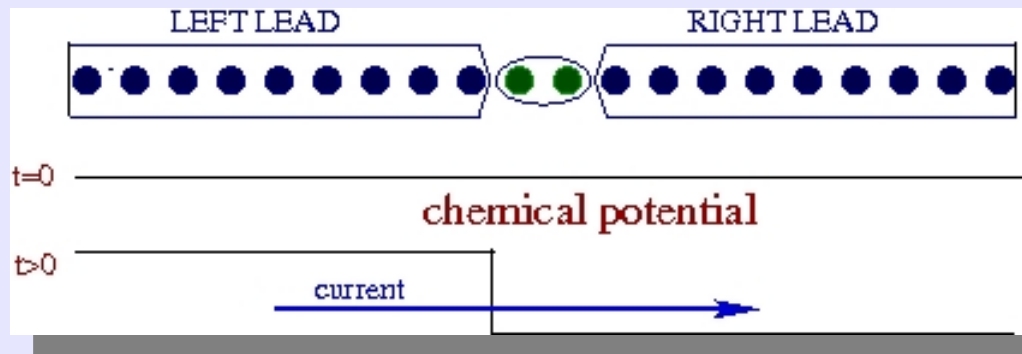 LEFT LEAD RIGHT LEAD
t=0
chemical potential
t>0
current